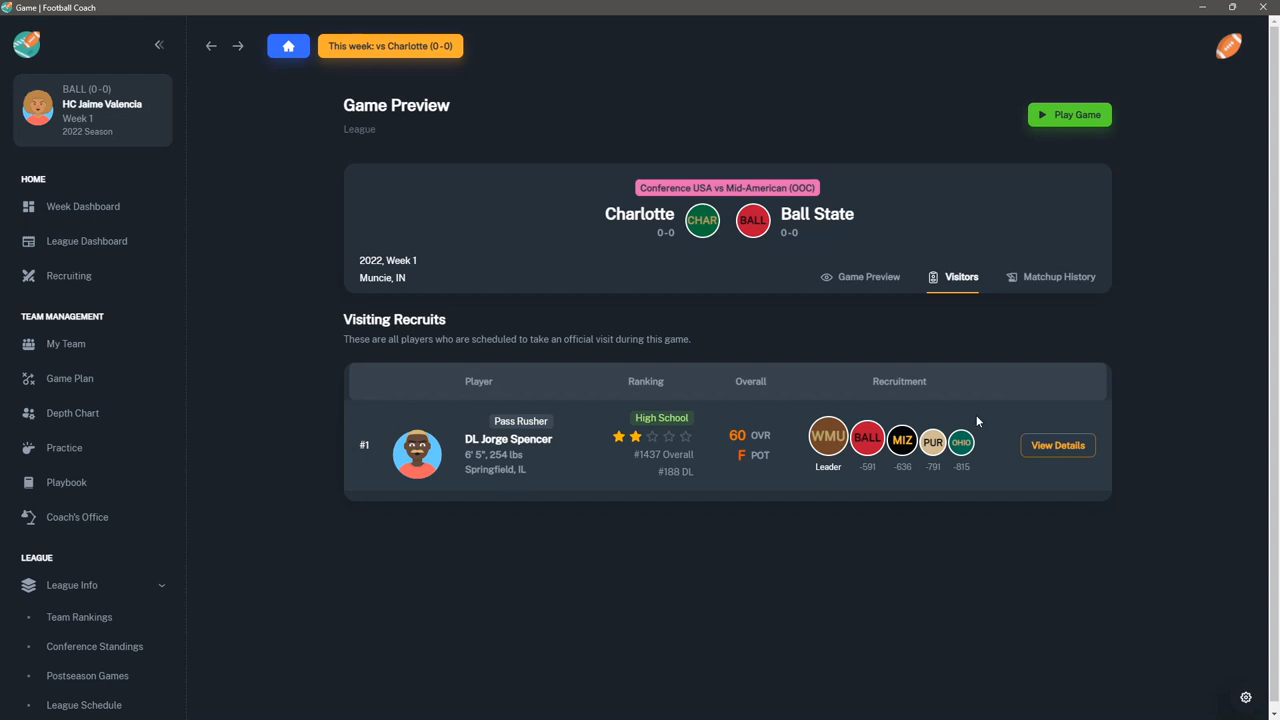 Game | Football Coach
BALL (0-0)
HC Jaime Valencia
Week 1
2022 Season
HOME
Week Dashboard
League Dashboard
Recruiting
TEAM MANAGEMENT
My Team
Game Plan
Depth Chart
Practice
Playbook
Coach's Office
LEAGUE
League Info
Team Rankings
Conference Standings
Postseason Games
League Schedule
This week: vs Charlotte (0-0)
Game Preview
League
Play Game
Conference USA vs Mid-American (OOC)
Charlotte CHAR BALL Ball State
0-0 0-0
2022, Week 1
Muncie, IN
Game Preview Visitors Matchup History
Visiting Recruits
These are all players who are scheduled to take an official visit during this game.
Player Ranking Overall Recruitment
#1
Pass Rusher
DL Jorge Spencer
6' 5", 254 lbs
Springfield, IL
High School
#1437 Overall
#188 DL
60 OVR
F POT
WMU BALL MIZ PUR OHIO
Leader -591 -636 -791 -815
View Details